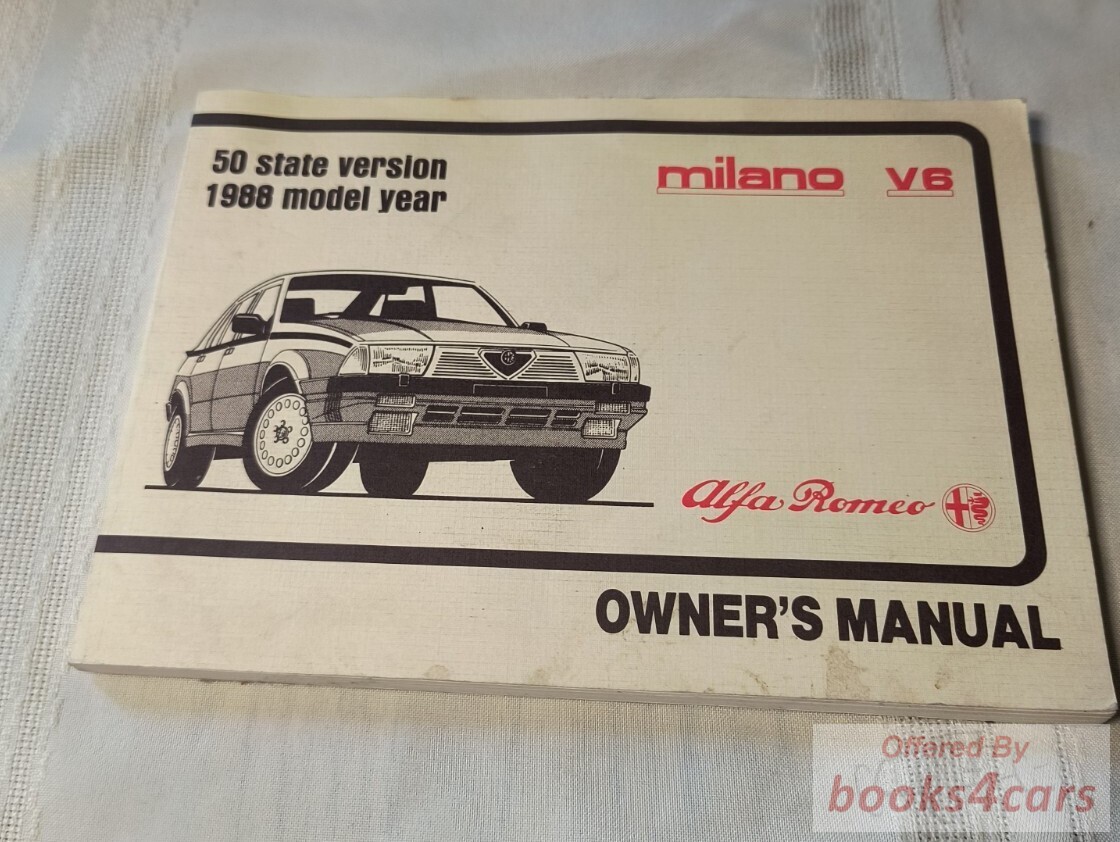 50 state version
1988 model year
milano V6
Alfa Romeo
OWNER'S MANUAL
Offered By
books4cars